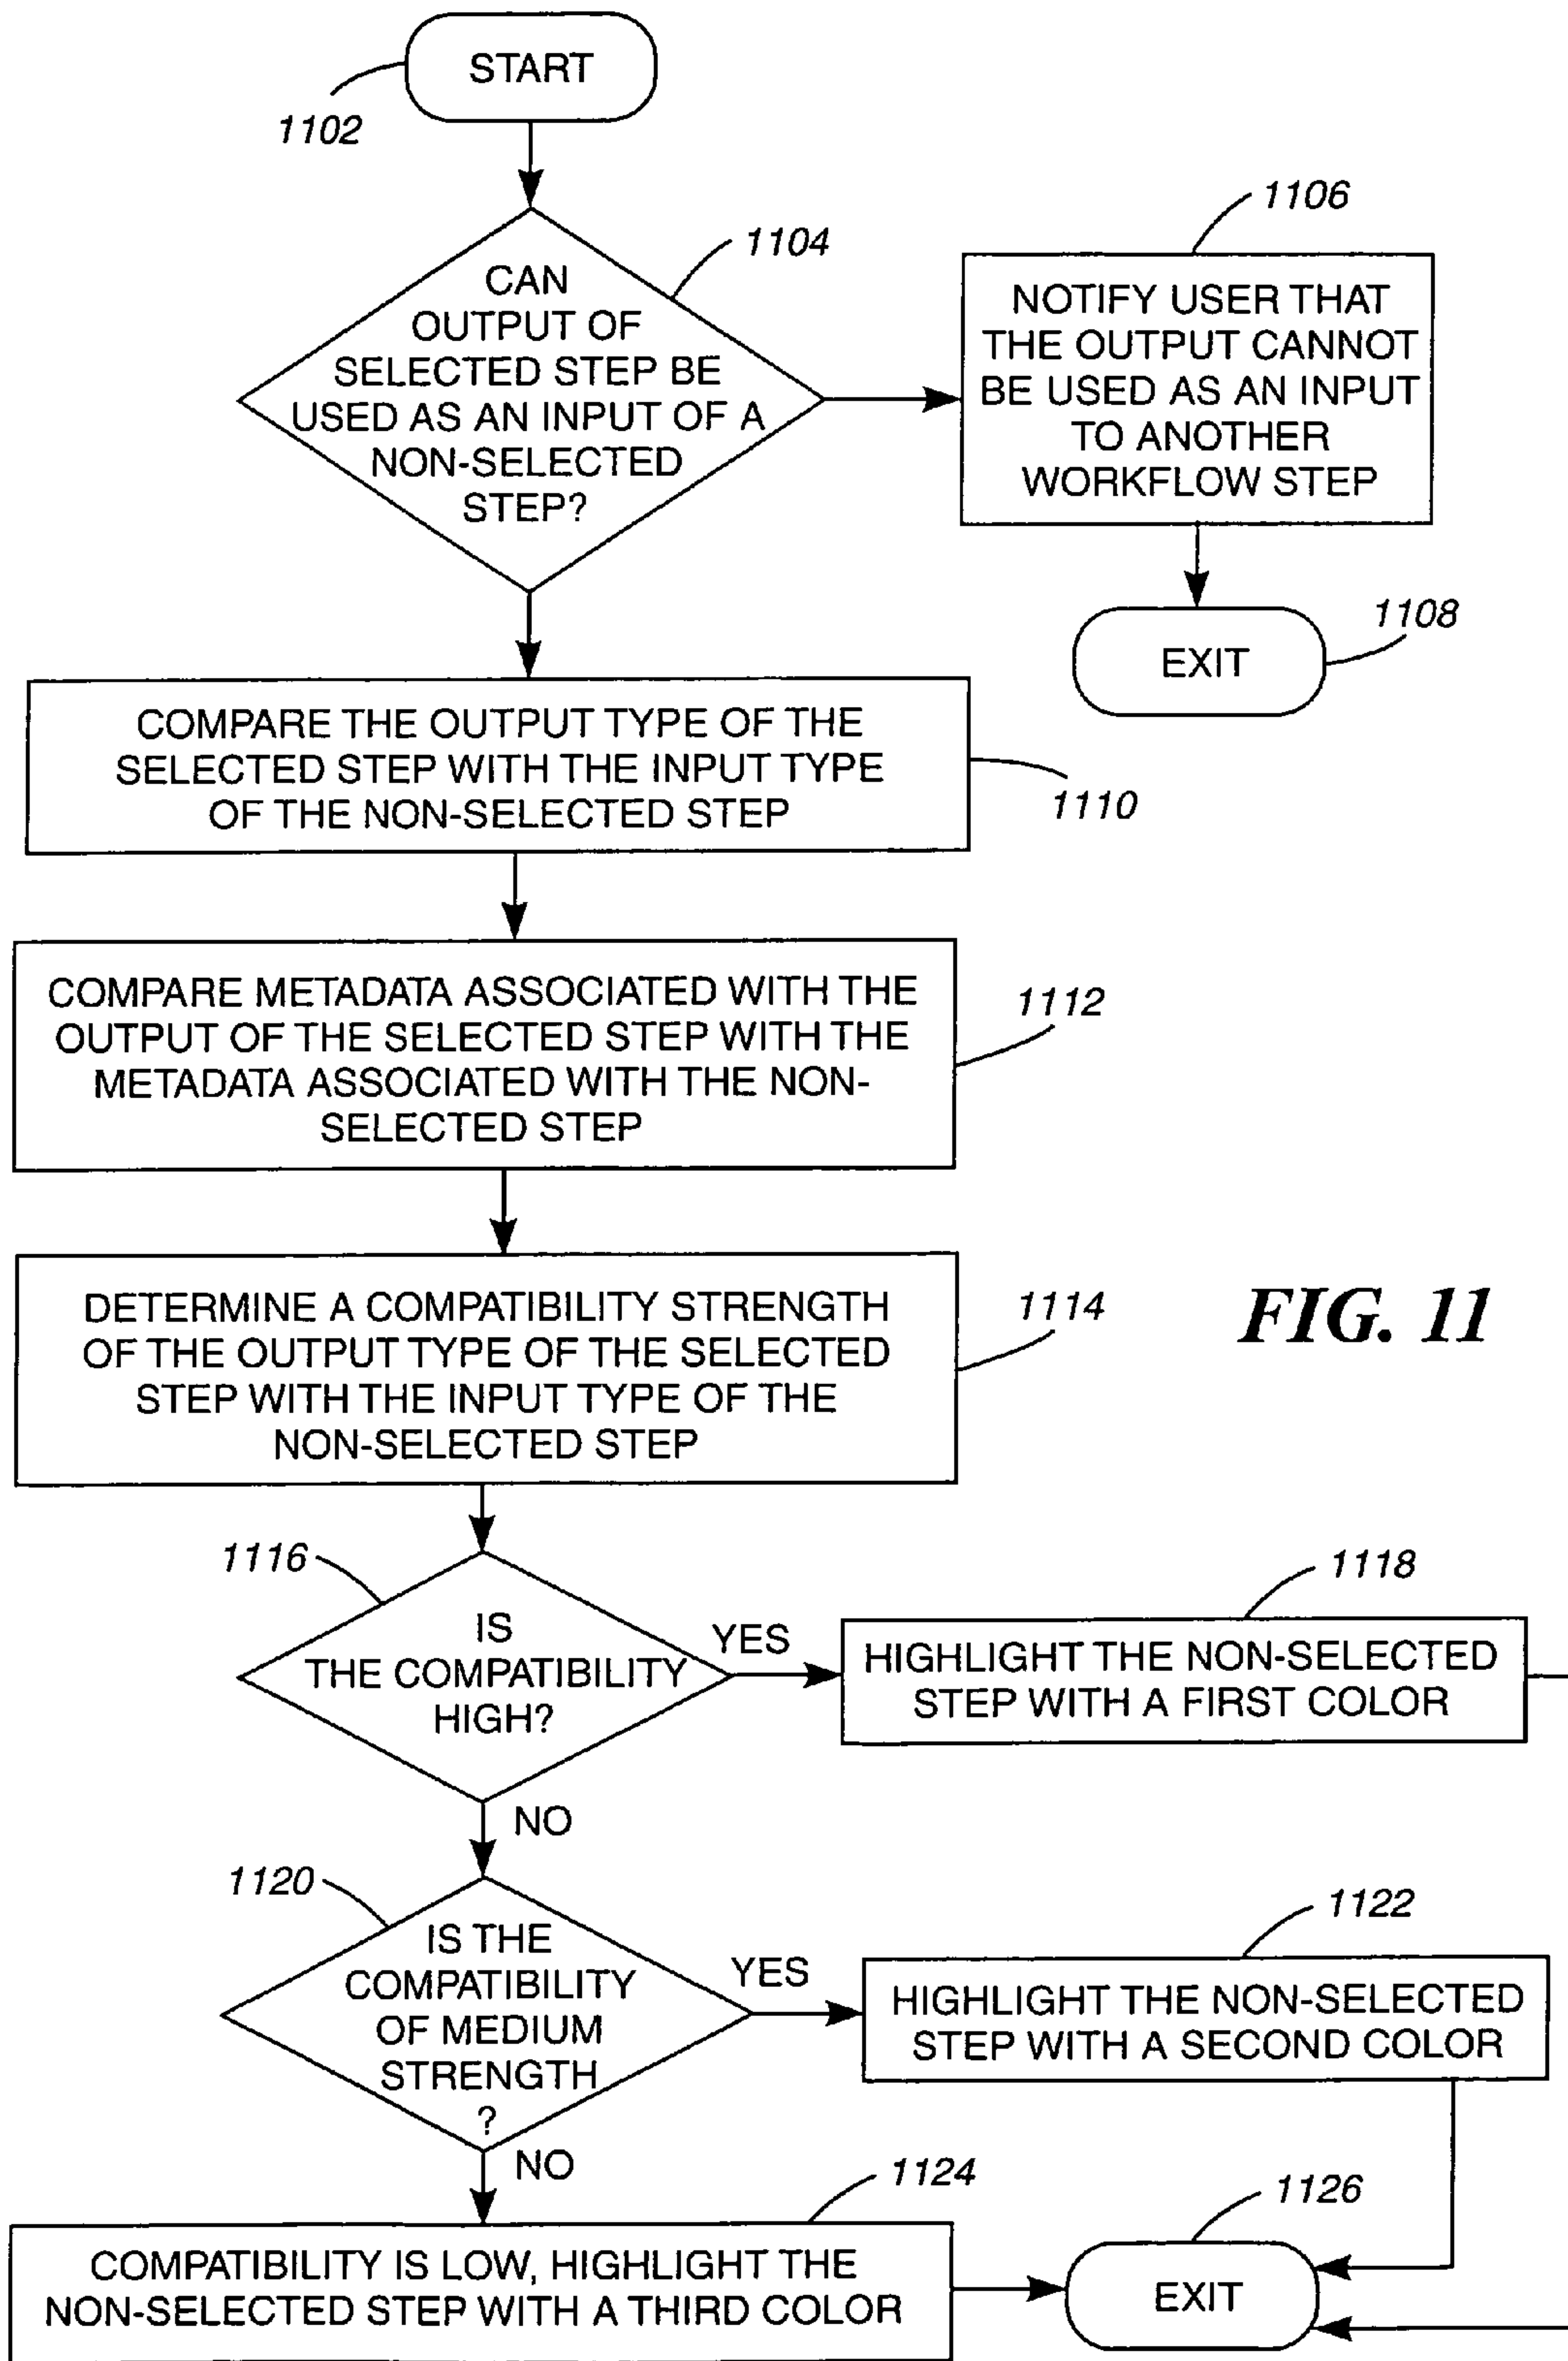 START
1102
1106
1104
CAN
OUTPUT OF
SELECTED STEP BE
USED AS AN INPUT OF A
NON-SELECTED
STEP?
NOTIFY USER THAT
THE OUTPUT CANNOT
BE USED AS AN INPUT
TO ANOTHER
WORKFLOW STEP
1108
EXIT
COMPARE THE OUTPUT TYPE OF THE
SELECTED STEP WITH THE INPUT TYPE
OF THE NON-SELECTED STEP
1110
COMPARE METADATA ASSOCIATED WITH THE
OUTPUT OF THE SELECTED STEP WITH THE
METADATA ASSOCIATED WITH THE NON-
SELECTED STEP
1112
DETERMINE A COMPATIBILITY STRENGTH
OF THE OUTPUT TYPE OF THE SELECTED
STEP WITH THE INPUT TYPE OF THE
NON-SELECTED STEP
1114
FIG. 11
1116
IS
THE COMPATIBILITY
HIGH?
YES
1118
HIGHLIGHT THE NON-SELECTED
STEP WITH A FIRST COLOR
NO
1120
IS THE
COMPATIBILITY
OF MEDIUM
STRENGTH
?
YES
1122
HIGHLIGHT THE NON-SELECTED
STEP WITH A SECOND COLOR
NO
1124
COMPATIBILITY IS LOW, HIGHLIGHT THE
NON-SELECTED STEP WITH A THIRD COLOR
1126
EXIT